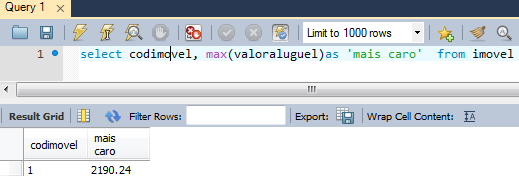 Query 1
Limit to 1000 rows
1 select codimovel, max(valoraluguel)as 'mais caro' from imovel
Result Grid Filter Rows: Export: Wrap Cell Content:
codimovel mais caro
1 2190.24